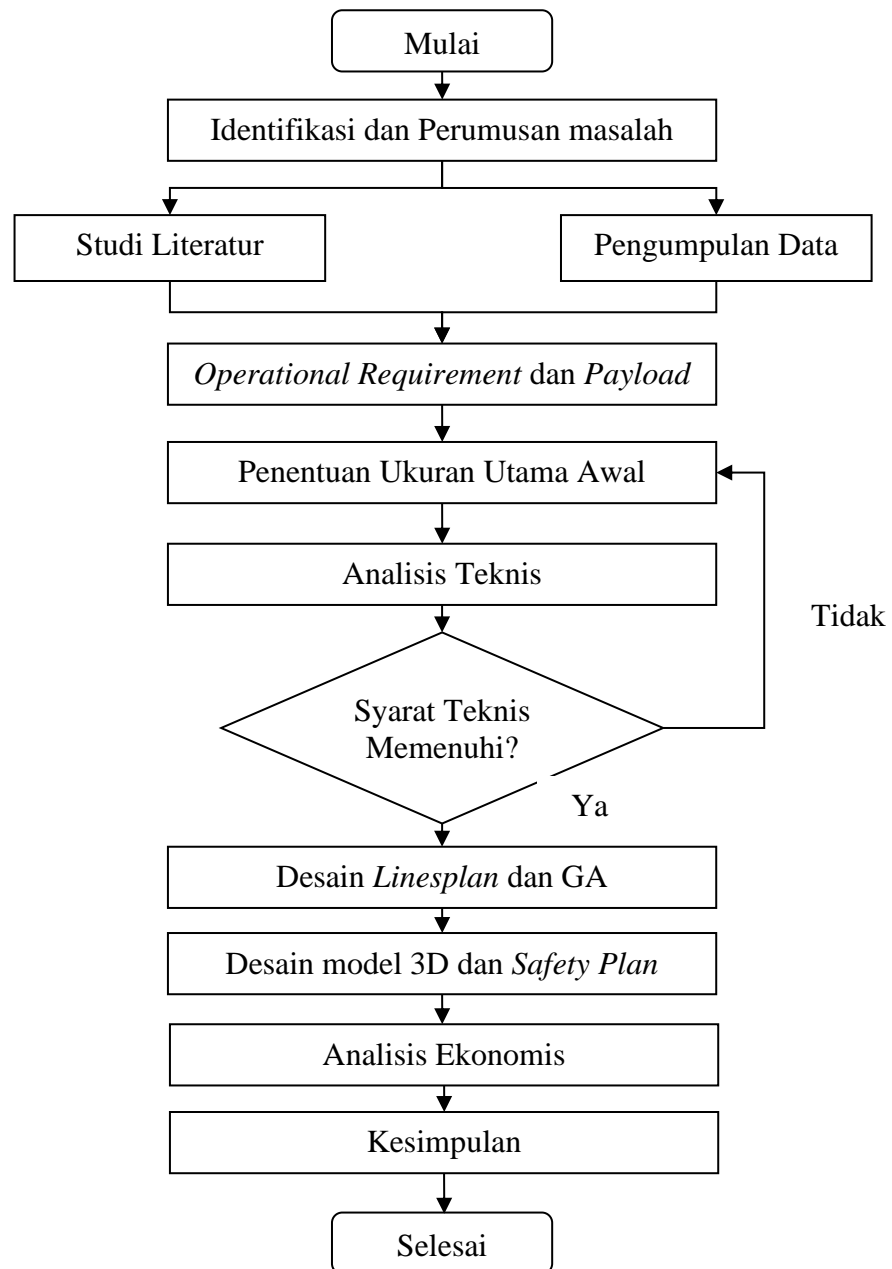 Mulai
Identifikasi dan Perumusan masalah
Studi Literatur
Pengumpulan Data
Operational Requirement dan Payload
Penentuan Ukuran Utama Awal
Analisis Teknis
Tidak
Syarat Teknis
Memenuhi?
Ya
Desain Linesplan dan GA
Desain model 3D dan Safety Plan
Analisis Ekonomis
Kesimpulan
Selesai